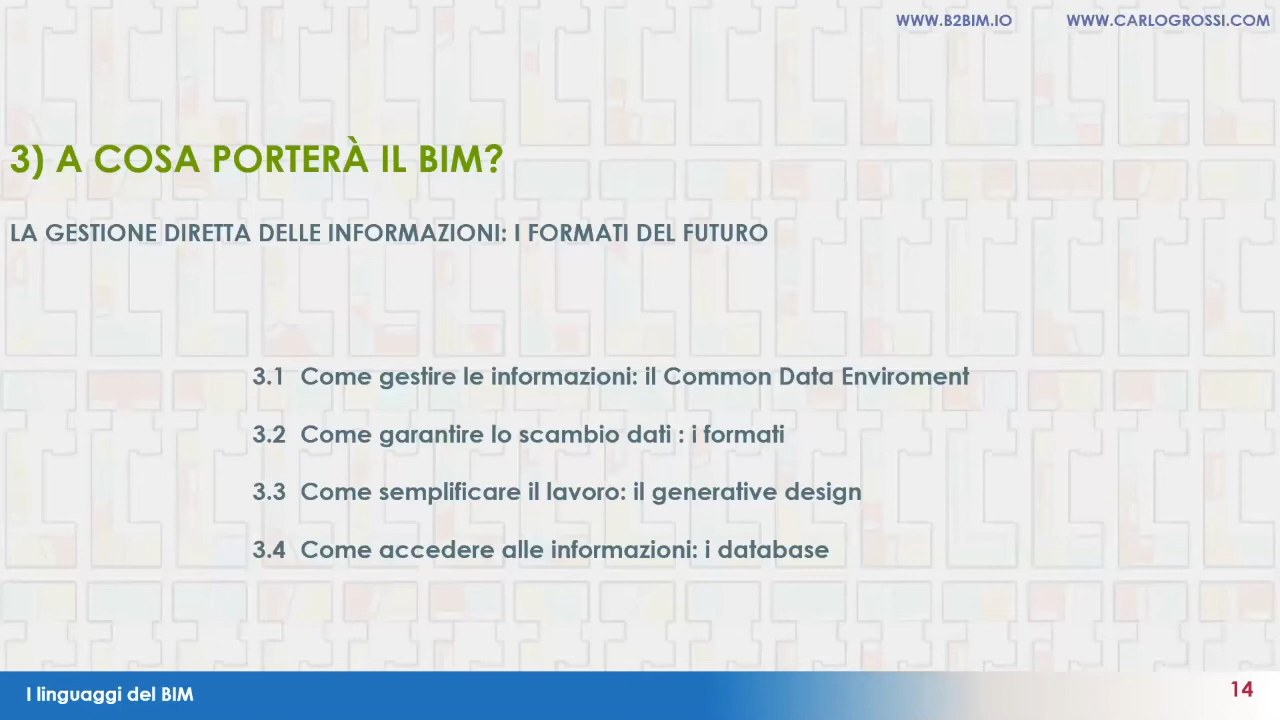 WWW.B2BIM.IO WWW.CARLOGROSSI.COM
3) A COSA PORTERÀ IL BIM?
LA GESTIONE DIRETTA DELLE INFORMAZIONI: I FORMATI DEL FUTURO
3.1 Come gestire le informazioni: il Common Data Enviroment
3.2 Come garantire lo scambio dati : i formati
3.3 Come semplificare il lavoro: il generative design
3.4 Come accedere alle informazioni: i database
I linguaggi del BIM
14